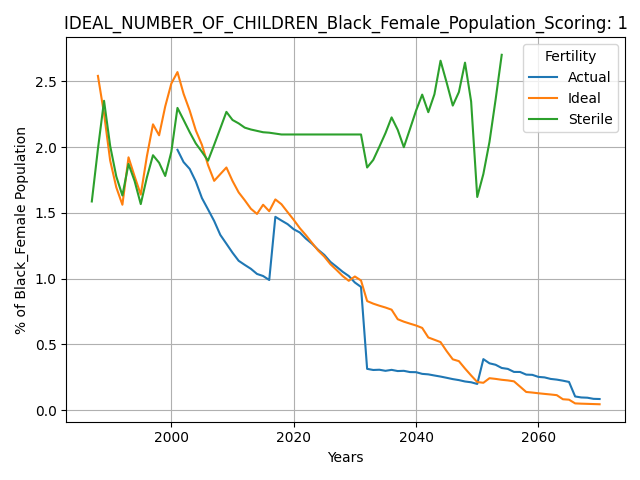 IDEAL_NUMBER_OF_CHILDREN_Black_Female_Population_Scoring: 1
Fertility
Actual
Ideal
Sterile
% of Black_Female Population
2.5
2.0
1.5
1.0
0.5
0.0
2000
2020
2040
2060
Years